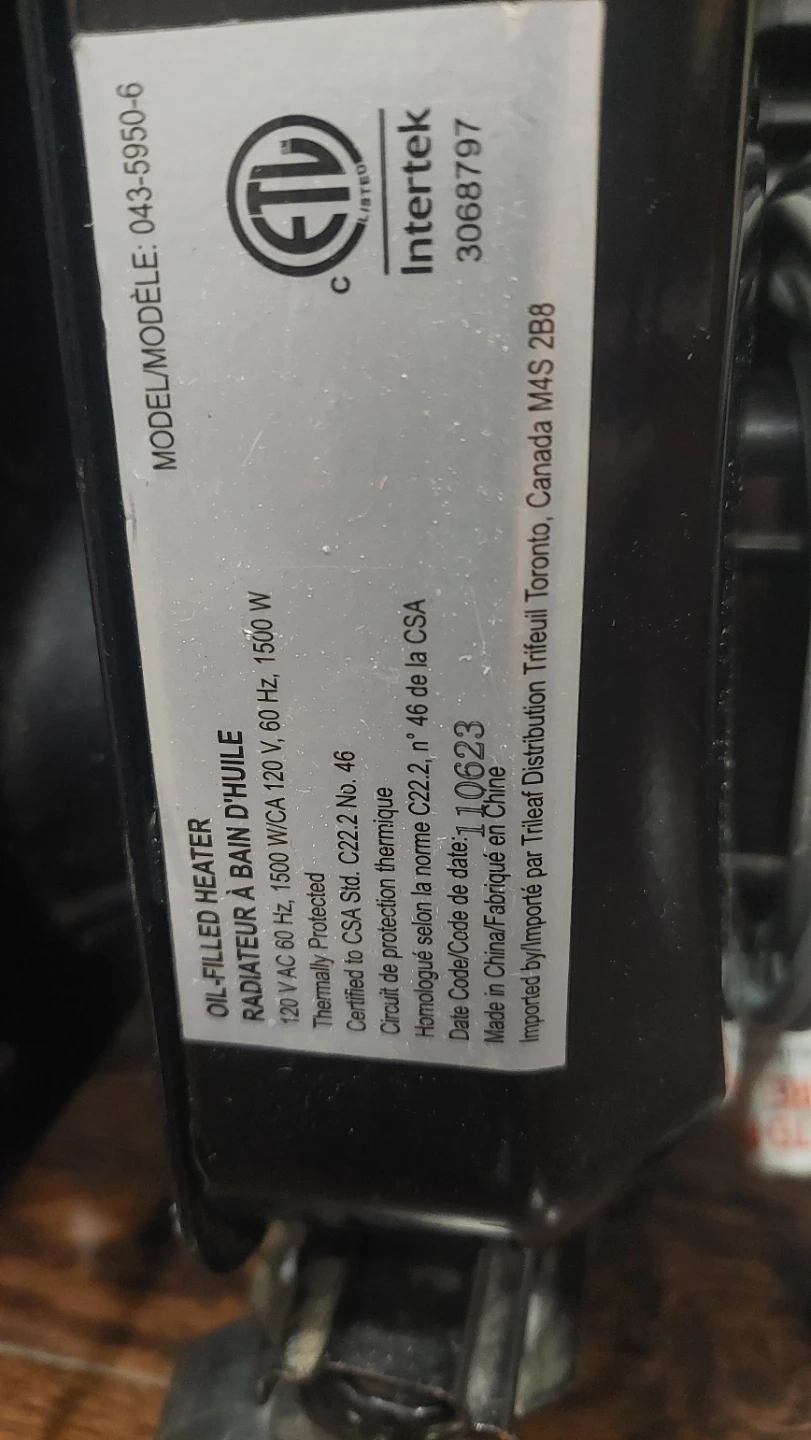 MODEL/MODÈLE: 043-5950-6
OIL-FILLED HEATER
RADIATEUR À BAIN D'HUILE
120 V AC 60 Hz, 1500 W/CA 120 V, 60 Hz, 1500 W
Thermally Protected
Certified to CSA Std. C22.2 No. 46
Circuit de protection thermique
Homologué selon la norme C22.2, n° 46 de la CSA
Date Code/Code de date: 110623
Made in China/Fabriqué en Chine
Imported by/Importé par Trileaf Distribution Trifeuil Toronto, Canada M4S 2B8
C ETL SM
LISTED
Intertek
3068797